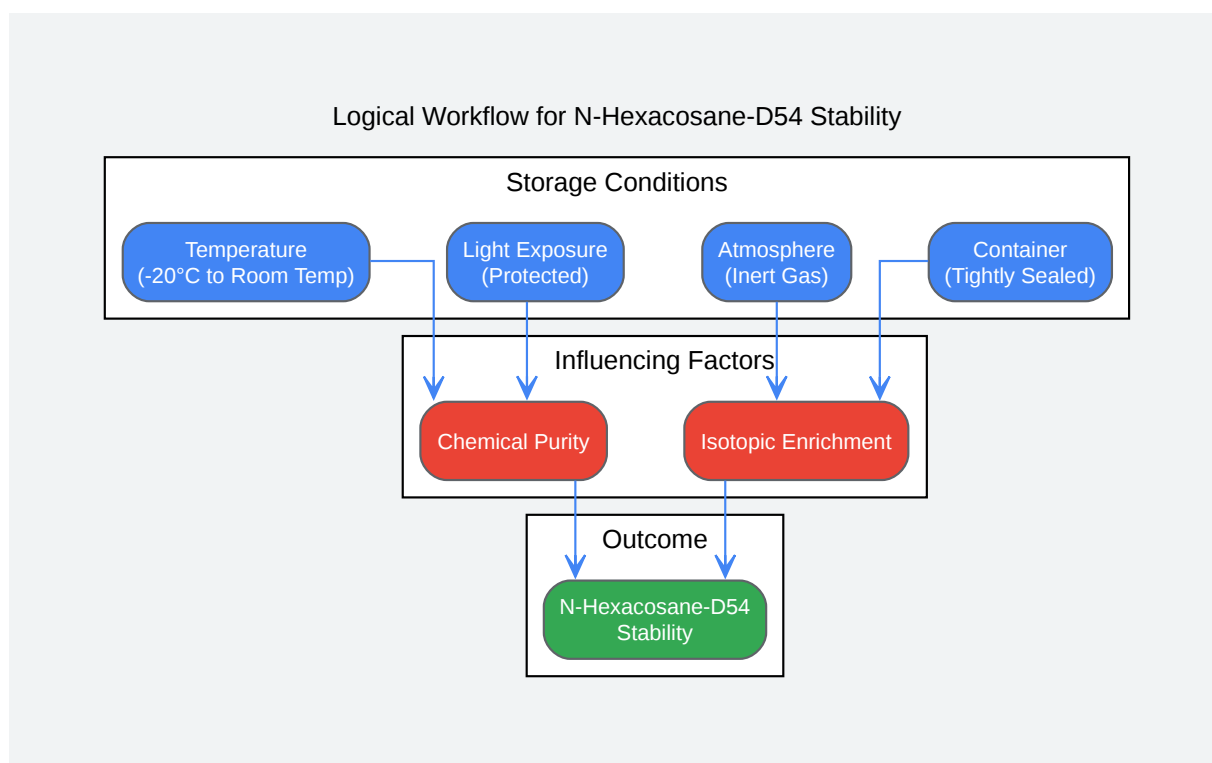 Logical Workflow for N-Hexacosane-D54 Stability
Storage Conditions
Temperature
(-20°C to Room Temp)
Light Exposure
(Protected)
Atmosphere
(Inert Gas)
Container
(Tightly Sealed)
Influencing Factors
Chemical Purity
Isotopic Enrichment
Outcome
N-Hexacosane-D54
Stability